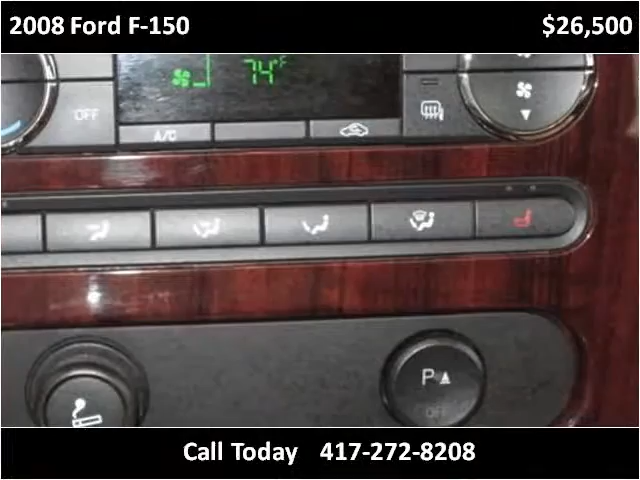 2008 Ford F-150 $26,500
74°F
OFF
A/C
P
OFF
Call Today 417-272-8208